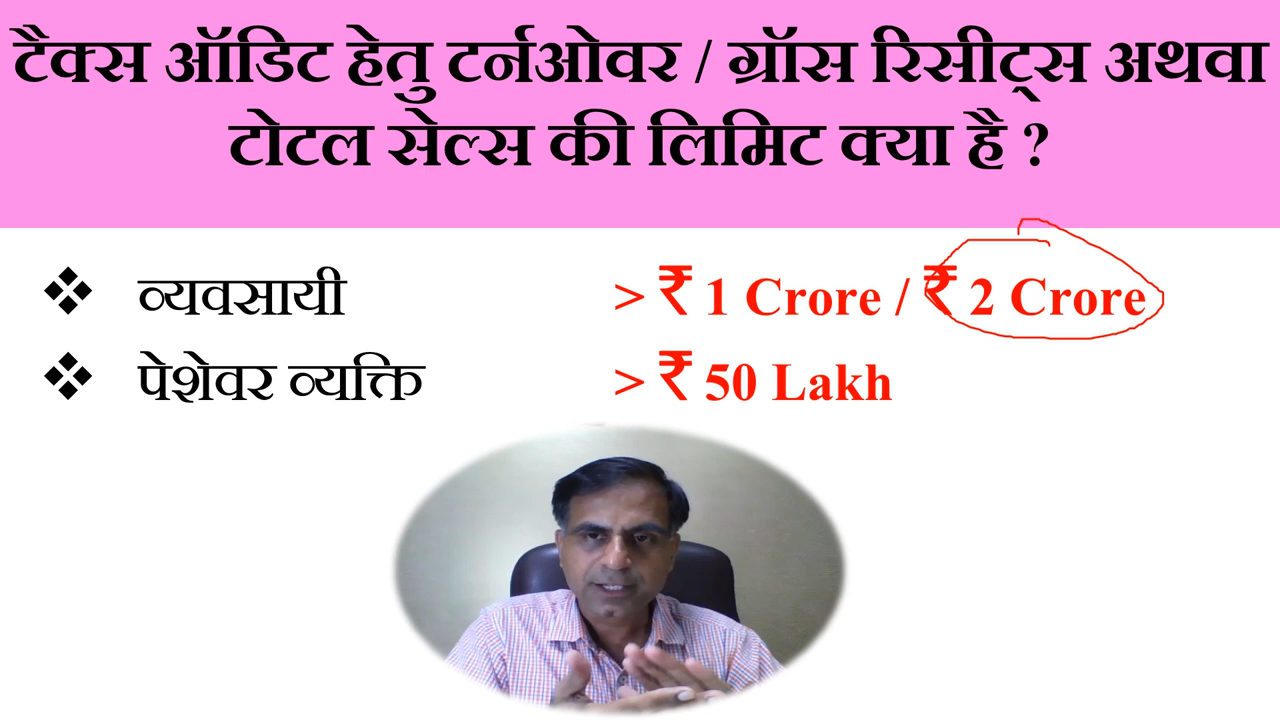 टैक्स ऑडिट हेतु टर्नओवर / ग्रॉस रिसीट्स अथवा
टोटल सेल्स की लिमिट क्या है ?
❖ व्यवसायी > ₹ 1 Crore / ₹ 2 Crore
❖ पेशेवर व्यक्ति > ₹ 50 Lakh